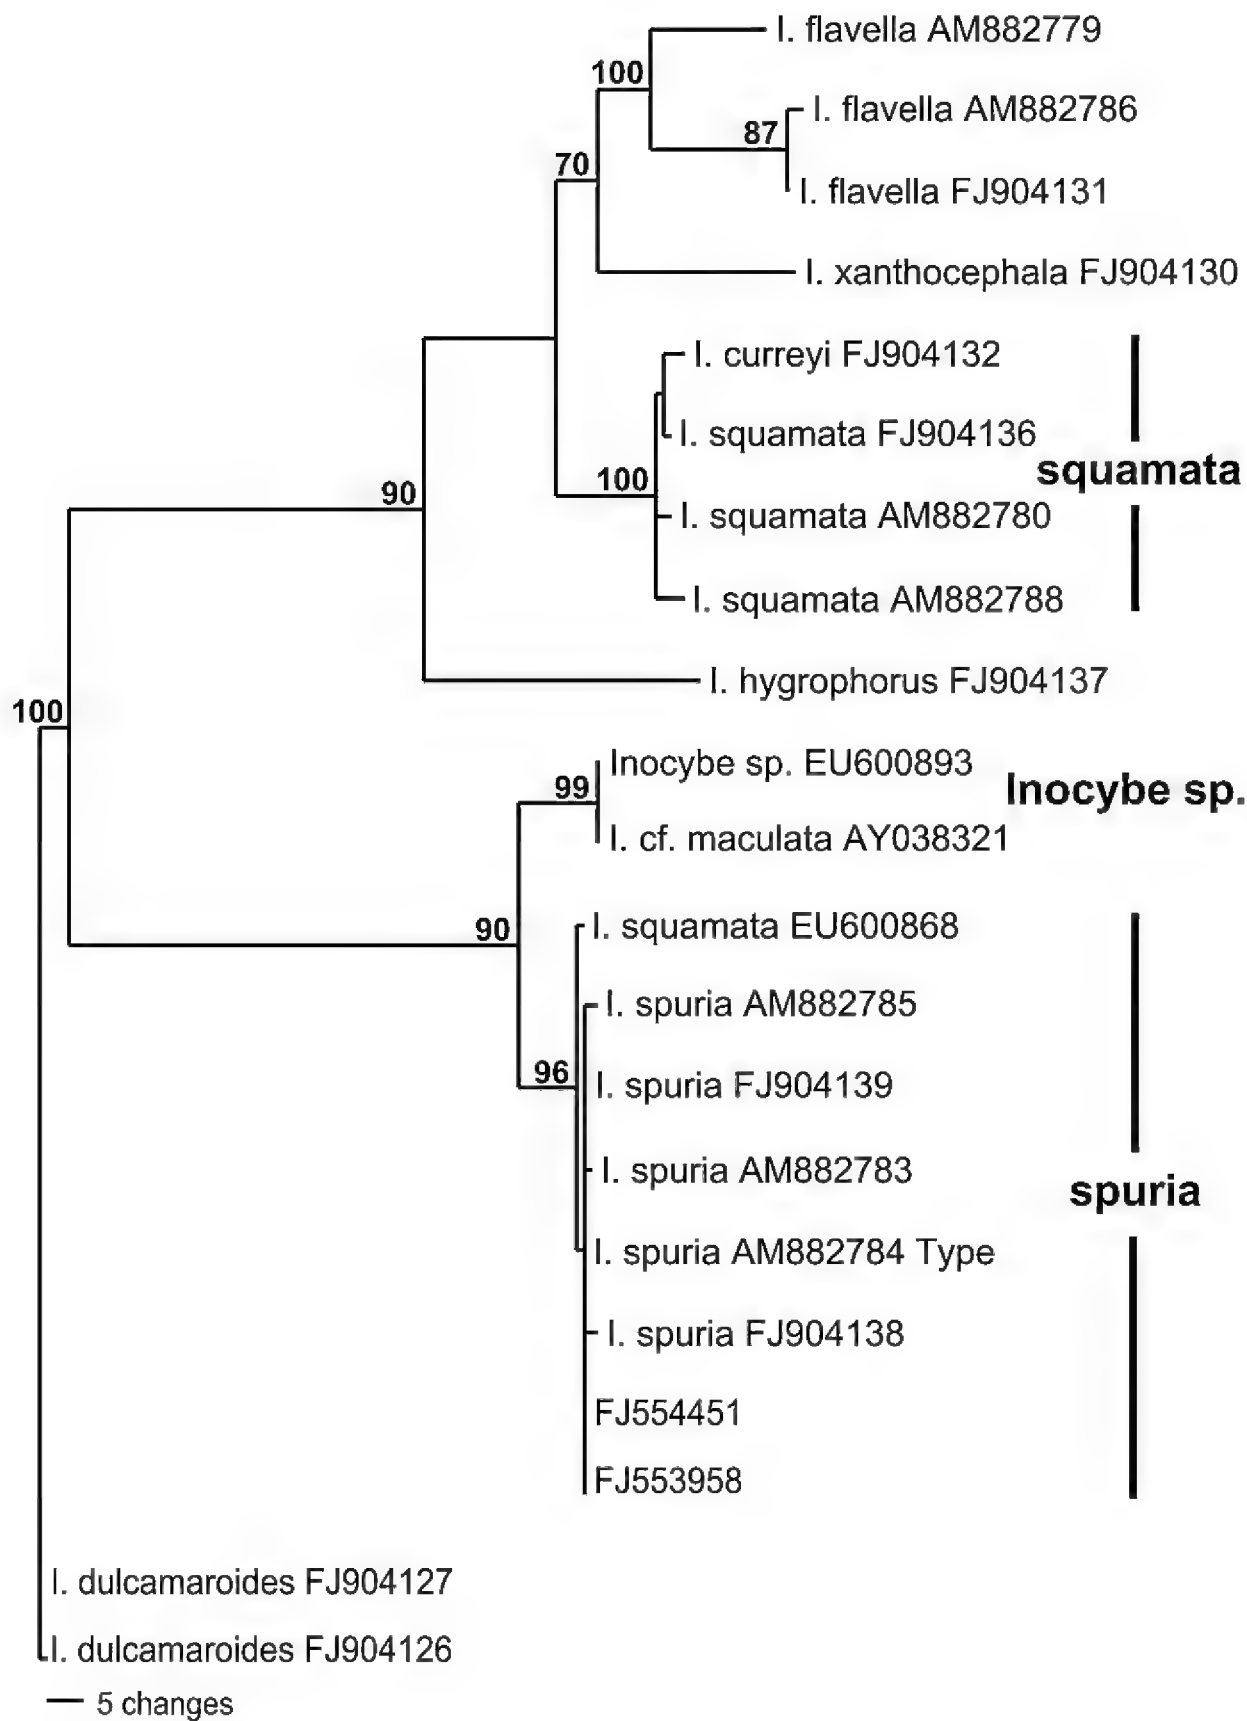 I. flavella AM882779
100
I. flavella AM882786
87
70
I. flavella FJ904131
I. xanthocephala FJ904130
I. curreyi FJ904132
I. squamata FJ904136
squamata
100
90
I. squamata AM882780
I. squamata AM882788
I. hygrophorus FJ904137
100
Inocybe sp. EU600893
99
Inocybe sp.
I. cf. maculata AY038321
90
I. squamata EU600868
I. spuria AM882785
96
I. spuria FJ904139
I. spuria AM882783
spuria
I. spuria AM882784 Type
I. spuria FJ904138
FJ554451
FJ553958
I. dulcamaroides FJ904127
I. dulcamaroides FJ904126
5 changes